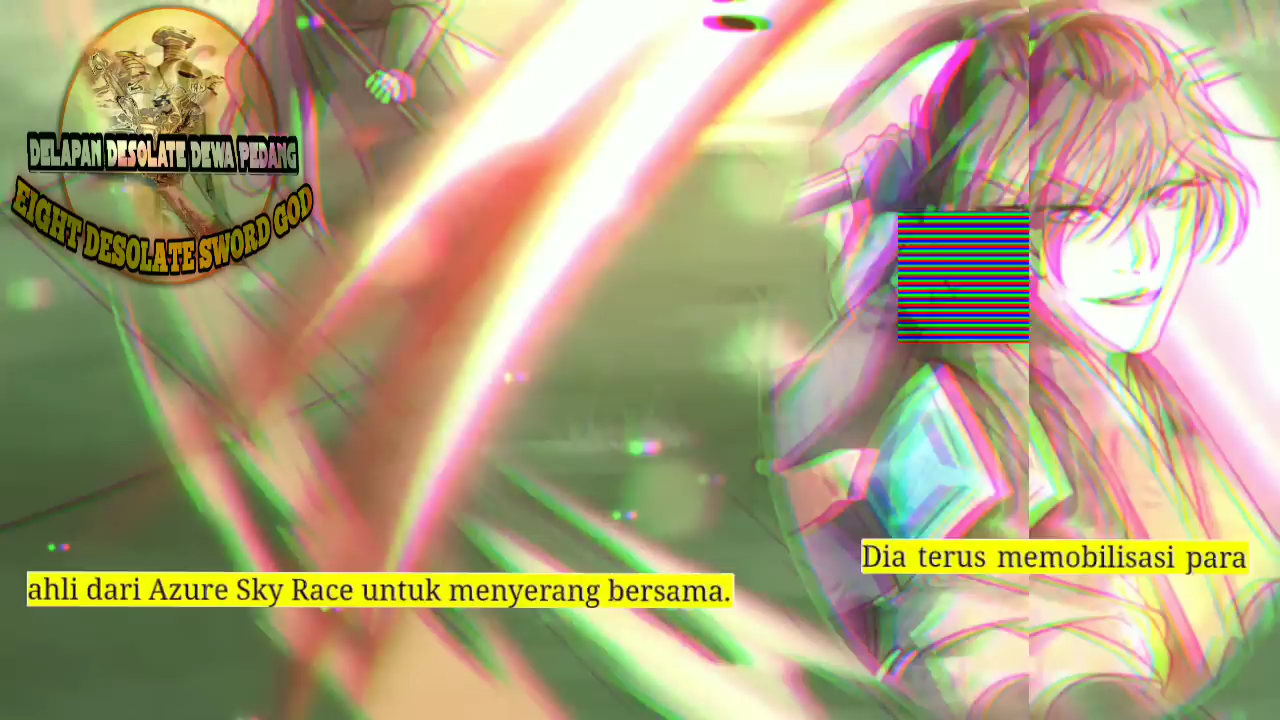 DELAPAN DESOLATE DEWA PEDANG
EIGHT DESOLATE SWORD GOD
Dia terus memobilisasi para
ahli dari Azure Sky Race untuk menyerang bersama.